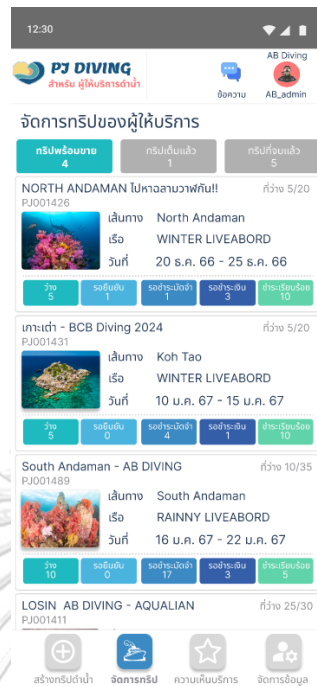 12:30
AB Diving
PJ DIVING
สำหรับ ผู้ให้บริการดำน้ำ
ข้อความ AB_admin
จัดการทริปของผู้ให้บริการ
ทริปพร้อมขาย ทริปเต็มแล้ว ทริปที่จบแล้ว
4 1 5
NORTH ANDAMAN ไปหาฉลามวาฬกัน!! ที่ว่าง 5/20
PJ001426
เส้นทาง North Andaman
เรือ WINTER LIVEABORD
วันที่ 20 ธ.ค. 66 - 25 ธ.ค. 66
ว่าง รอยืนยัน รอชำระมัดจำ รอชำระเงิน ชำระเรียบร้อย
5 1 1 3 10
เกาะเต่า - BCB Diving 2024 ที่ว่าง 5/20
PJ001431
เส้นทาง Koh Tao
เรือ WINTER LIVEABORD
วันที่ 10 ม.ค. 67 - 15 ม.ค. 67
ว่าง รอยืนยัน รอชำระมัดจำ รอชำระเงิน ชำระเรียบร้อย
5 0 4 1 10
South Andaman - AB DIVING ที่ว่าง 10/35
PJ001489
เส้นทาง South Andaman
เรือ RAINNY LIVEABORD
วันที่ 16 ม.ค. 67 - 22 ม.ค. 67
ว่าง รอยืนยัน รอชำระมัดจำ รอชำระเงิน ชำระเรียบร้อย
10 0 17 3 5
LOSIN AB DIVING - AQUALIAN ที่ว่าง 25/30
PJ001411
สร้างทริปดำน้ำ จัดการทริป ความเห็นบริการ จัดการข้อมูล